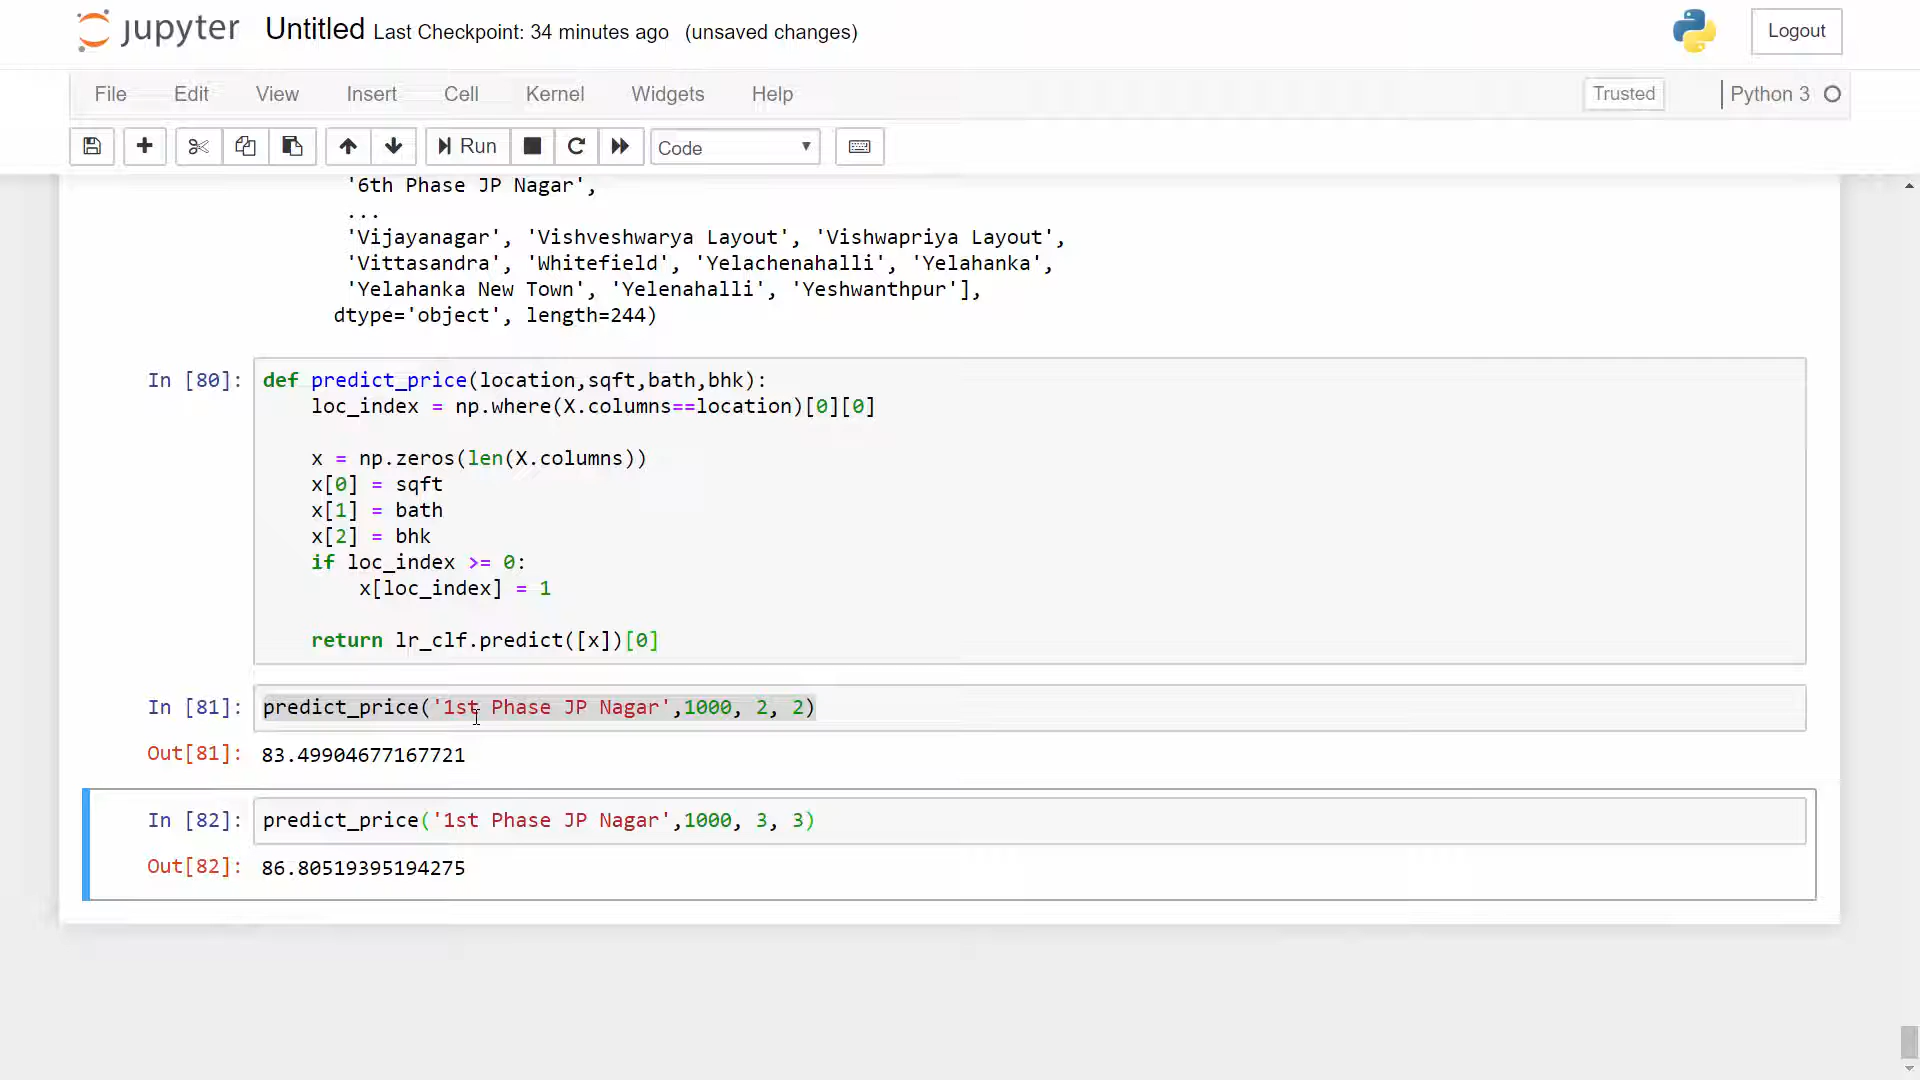 jupyter Untitled Last Checkpoint: 34 minutes ago (unsaved changes) Logout
File Edit View Insert Cell Kernel Widgets Help Trusted Python 3
Run Code
'6th Phase JP Nagar',
...
'Vijayanagar', 'Vishveshwarya Layout', 'Vishwapriya Layout',
'Vittasandra', 'Whitefield', 'Yelachenahalli', 'Yelahanka',
'Yelahanka New Town', 'Yelenahalli', 'Yeshwanthpur'],
dtype='object', length=244)
In [80]: def predict_price(location,sqft,bath,bhk):
loc_index = np.where(X.columns==location)[0][0]
x = np.zeros(len(X.columns))
x[0] = sqft
x[1] = bath
x[2] = bhk
if loc_index >= 0:
x[loc_index] = 1
return lr_clf.predict([x])[0]
In [81]: predict_price('1st Phase JP Nagar',1000, 2, 2)
Out[81]: 83.49904677167721
In [82]: predict_price('1st Phase JP Nagar',1000, 3, 3)
Out[82]: 86.80519395194275